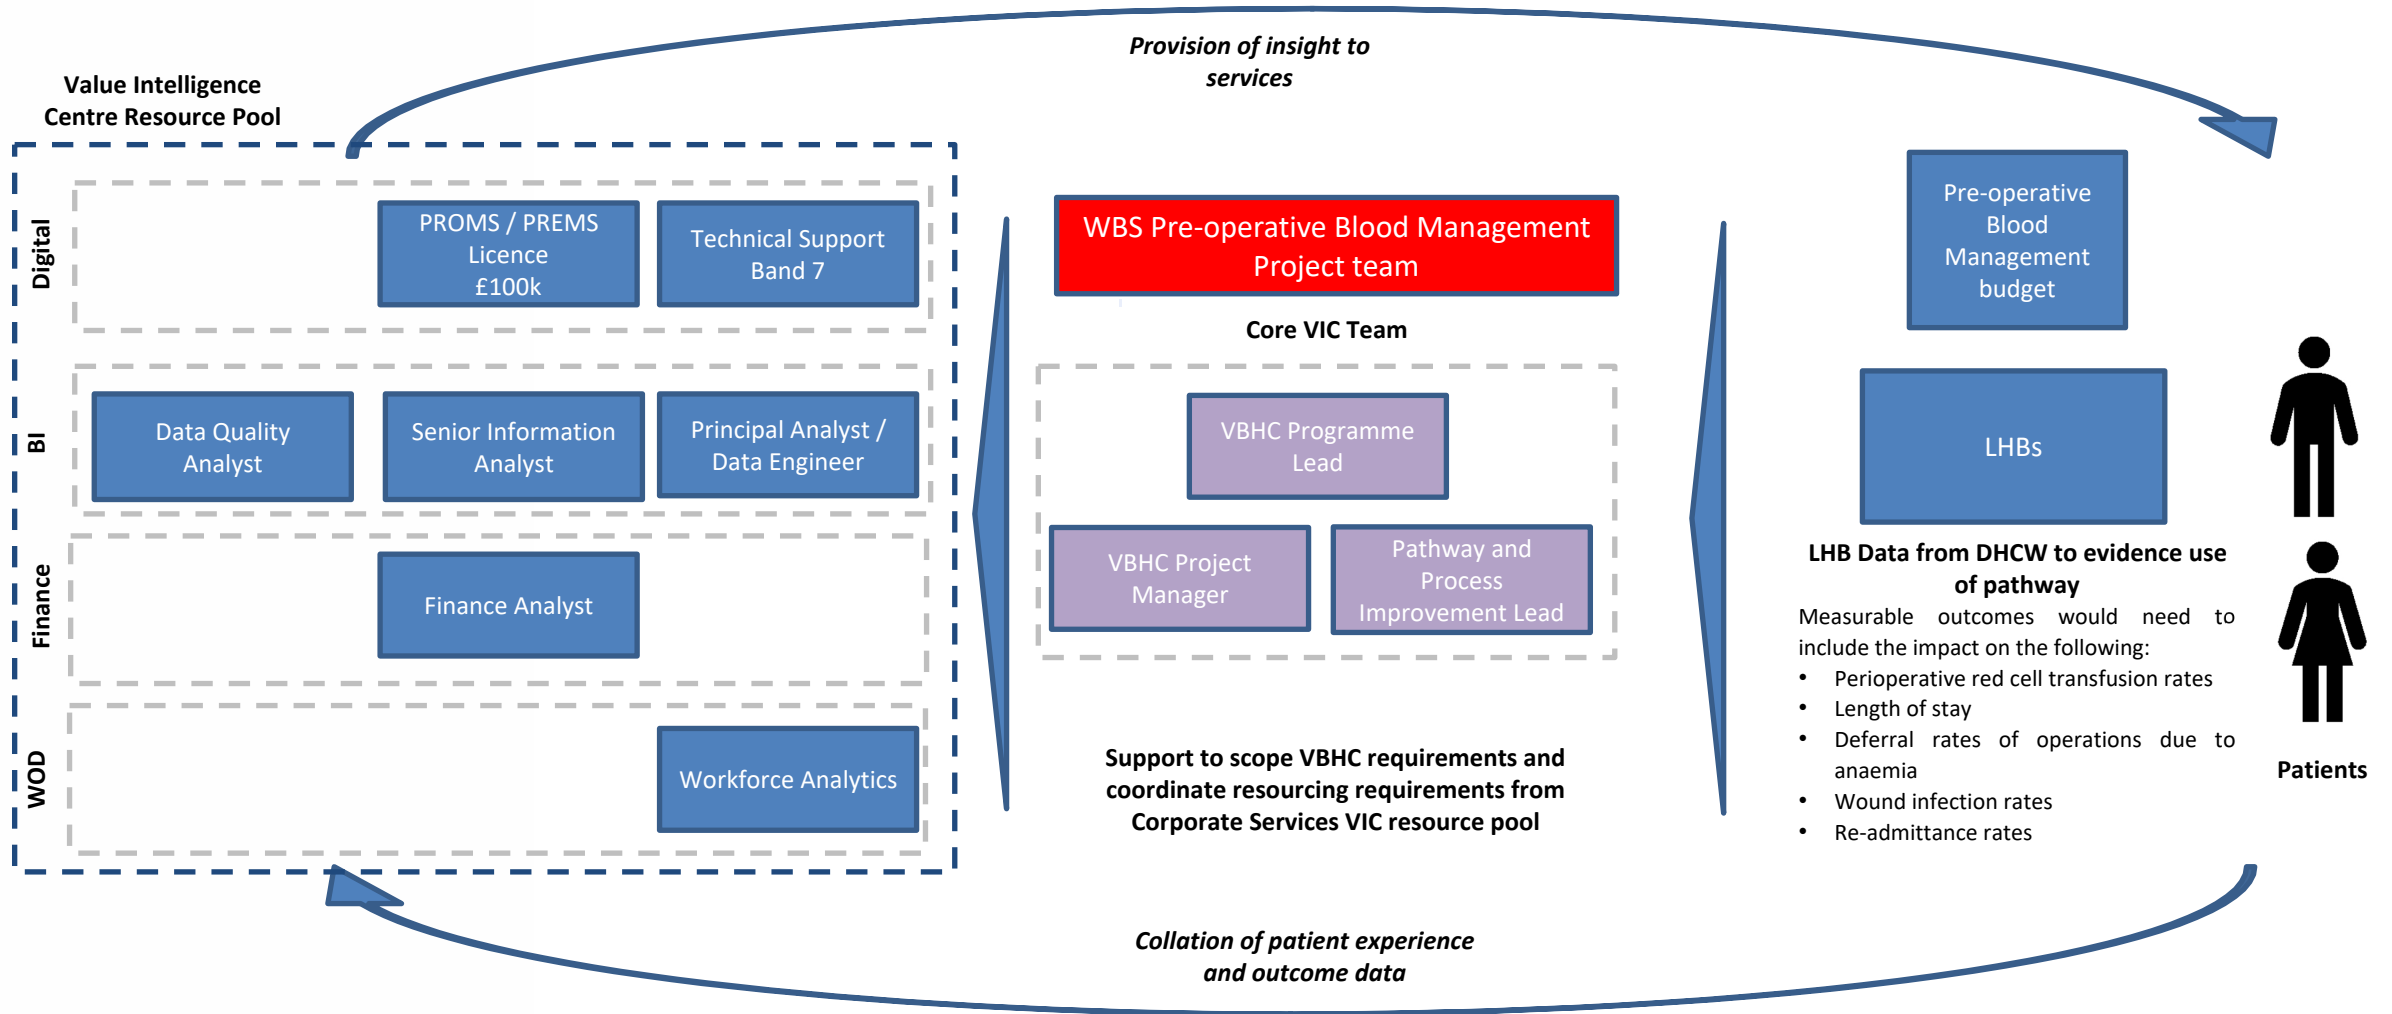 Provision of insight to
services
Value Intelligence
Centre Resource Pool
Digital
PROMS / PREMS
Licence
£100k
Technical Support
Band 7
BI
Data Quality
Analyst
Senior Information
Analyst
Principal Analyst /
Data Engineer
Finance
Finance Analyst
WOD
Workforce Analytics
WBS Pre-operative Blood Management
Project team
Core VIC Team
VBHC Programme
Lead
VBHC Project
Manager
Pathway and
Process
Improvement Lead
Support to scope VBHC requirements and
coordinate resourcing requirements from
Corporate Services VIC resource pool
Pre-operative
Blood
Management
budget
LHBs
LHB Data from DHCW to evidence use
of pathway
Measurable outcomes would need to
include the impact on the following:
• Perioperative red cell transfusion rates
• Length of stay
• Deferral rates of operations due to
anaemia
• Wound infection rates
• Re-admittance rates
Patients
Collation of patient experience
and outcome data